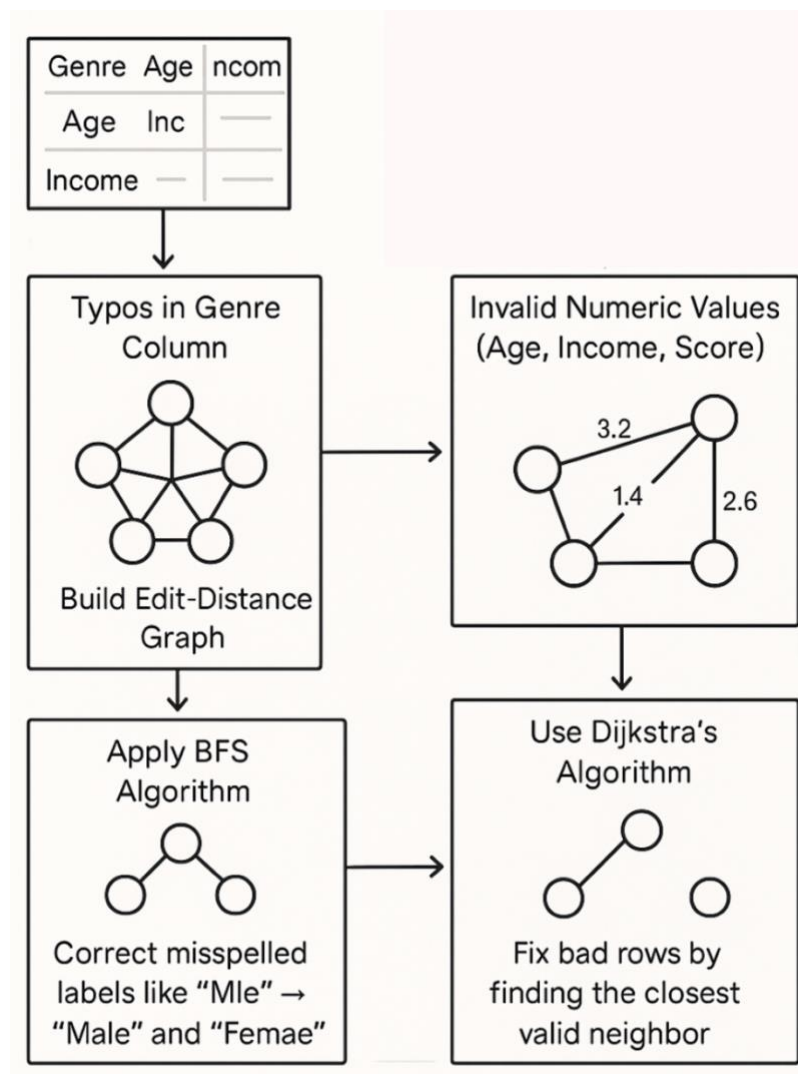 Genre Age ncom
Age Inc
Income
Typos in Genre
Column
Build Edit-Distance
Graph
Invalid Numeric Values
(Age, Income, Score)
3.2
1.4
2.6
Apply BFS
Algorithm
Correct misspelled
labels like “Mle” →
“Male” and “Femae”
Use Dijkstra’s
Algorithm
Fix bad rows by
finding the closest
valid neighbor